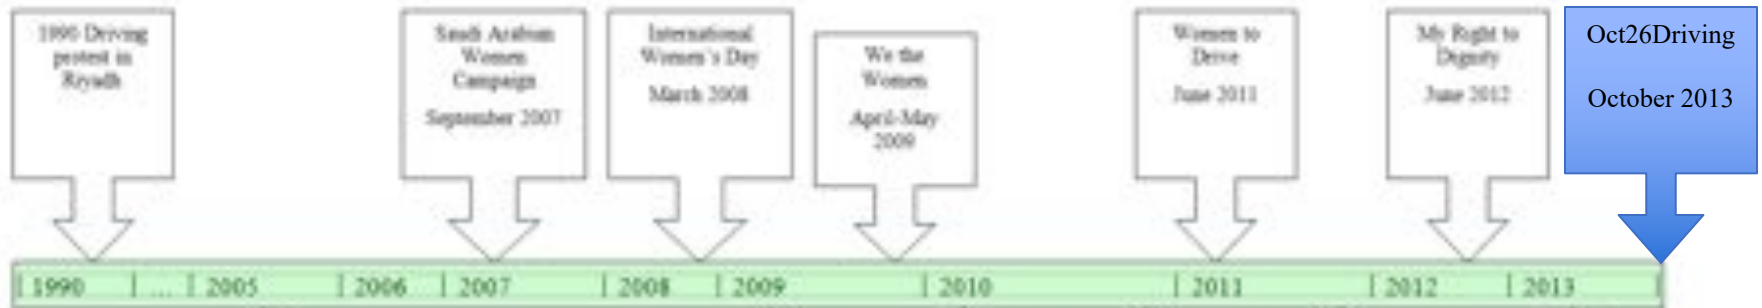 1990 Driving
protest in
Riyadh
Saudi Arabian
Women
Campaign
September 2007
International
Women's Day
March 2008
We the
Women
April-May
2009
Women to
Drive
June 2011
My Right to
Dignity
June 2012
Oct26Driving
October 2013
| 1990 | ... | 2005 | 2006 | 2007 | 2008 | 2009 | 2010 | 2011 | 2012 | 2013 |